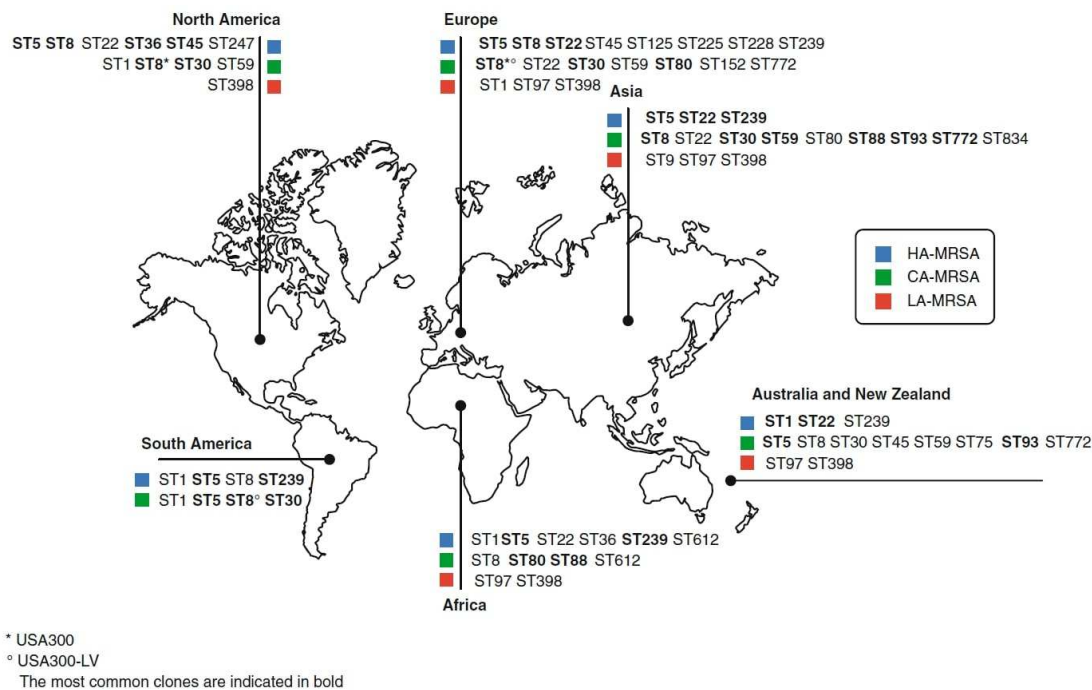 North America
ST5 ST8 ST22 ST36 ST45 ST247
ST1 ST8* ST30 ST59
ST398
Europe
ST5 ST8 ST22 ST45 ST125 ST225 ST228 ST239
ST8*° ST22 ST30 ST59 ST80 ST152 ST772
ST1 ST97 ST398
Asia
ST5 ST22 ST239
ST8 ST22 ST30 ST59 ST80 ST88 ST93 ST772 ST834
ST9 ST97 ST398
HA-MRSA
CA-MRSA
LA-MRSA
Australia and New Zealand
ST1 ST22 ST239
ST5 ST8 ST30 ST45 ST59 ST75 ST93 ST772
ST97 ST398
South America
ST1 ST5 ST8 ST239
ST1 ST5 ST8° ST30
ST1 ST5 ST22 ST36 ST239 ST612
ST8 ST80 ST88 ST612
ST97 ST398
Africa
* USA300
° USA300-LV
The most common clones are indicated in bold